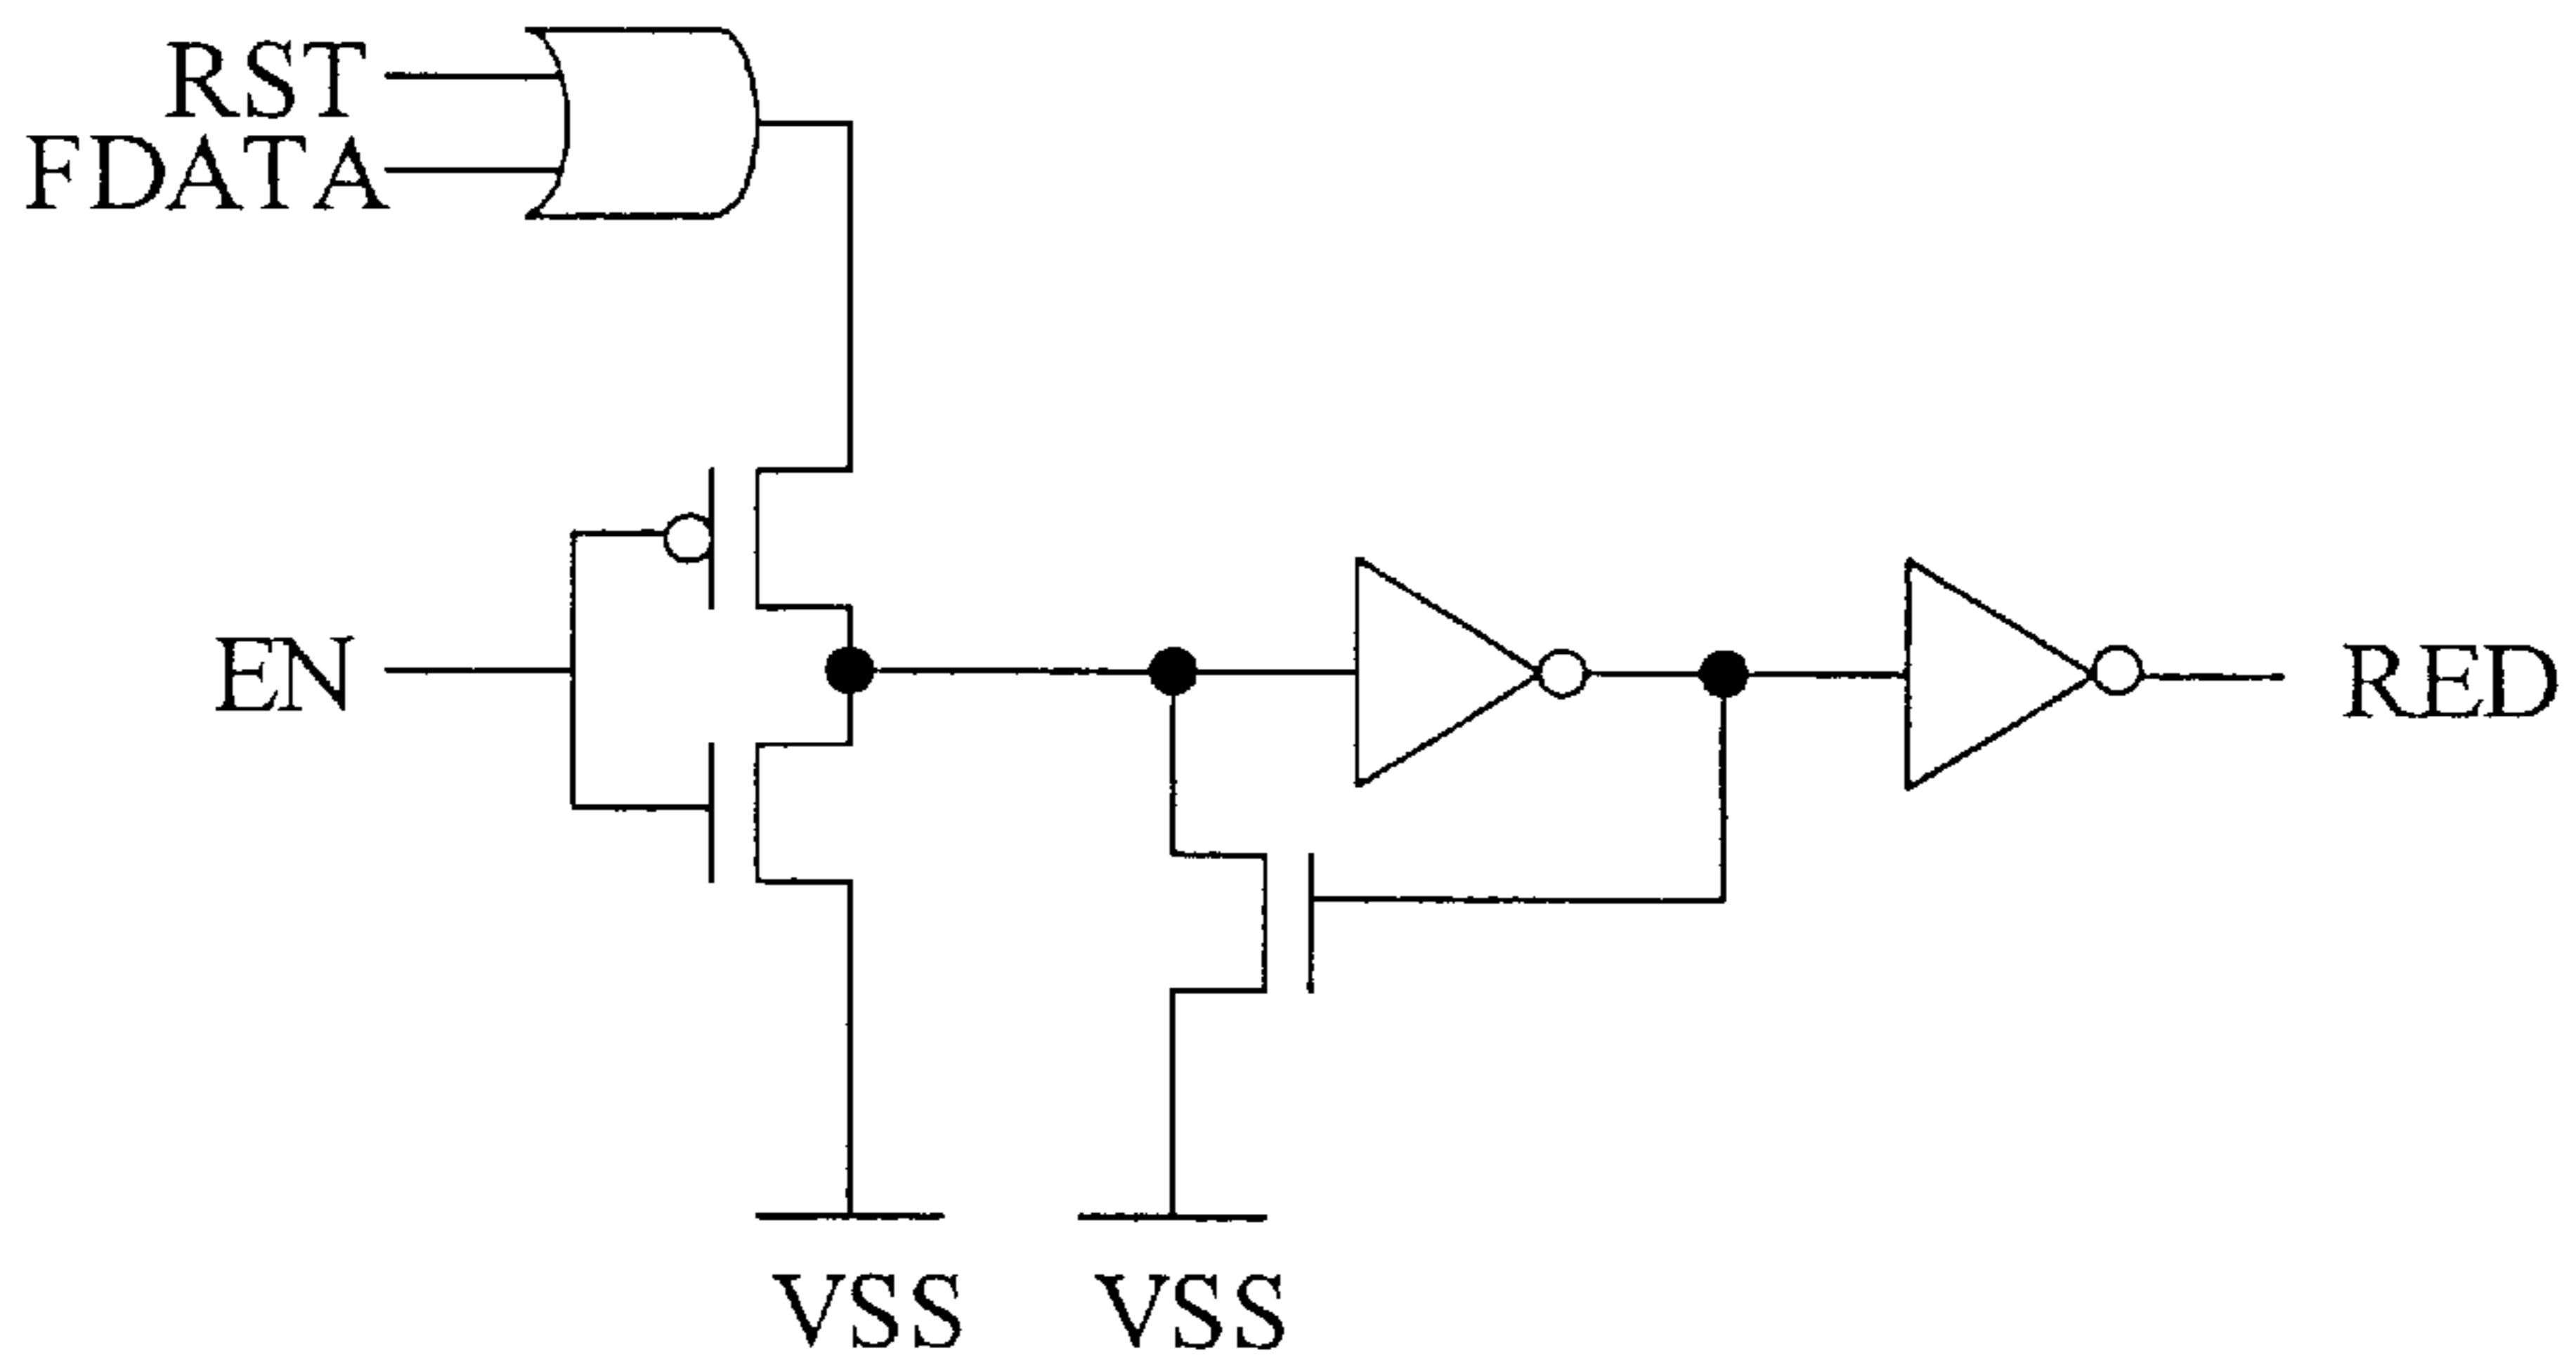 RST
FDATA
EN
RED
VSS
VSS